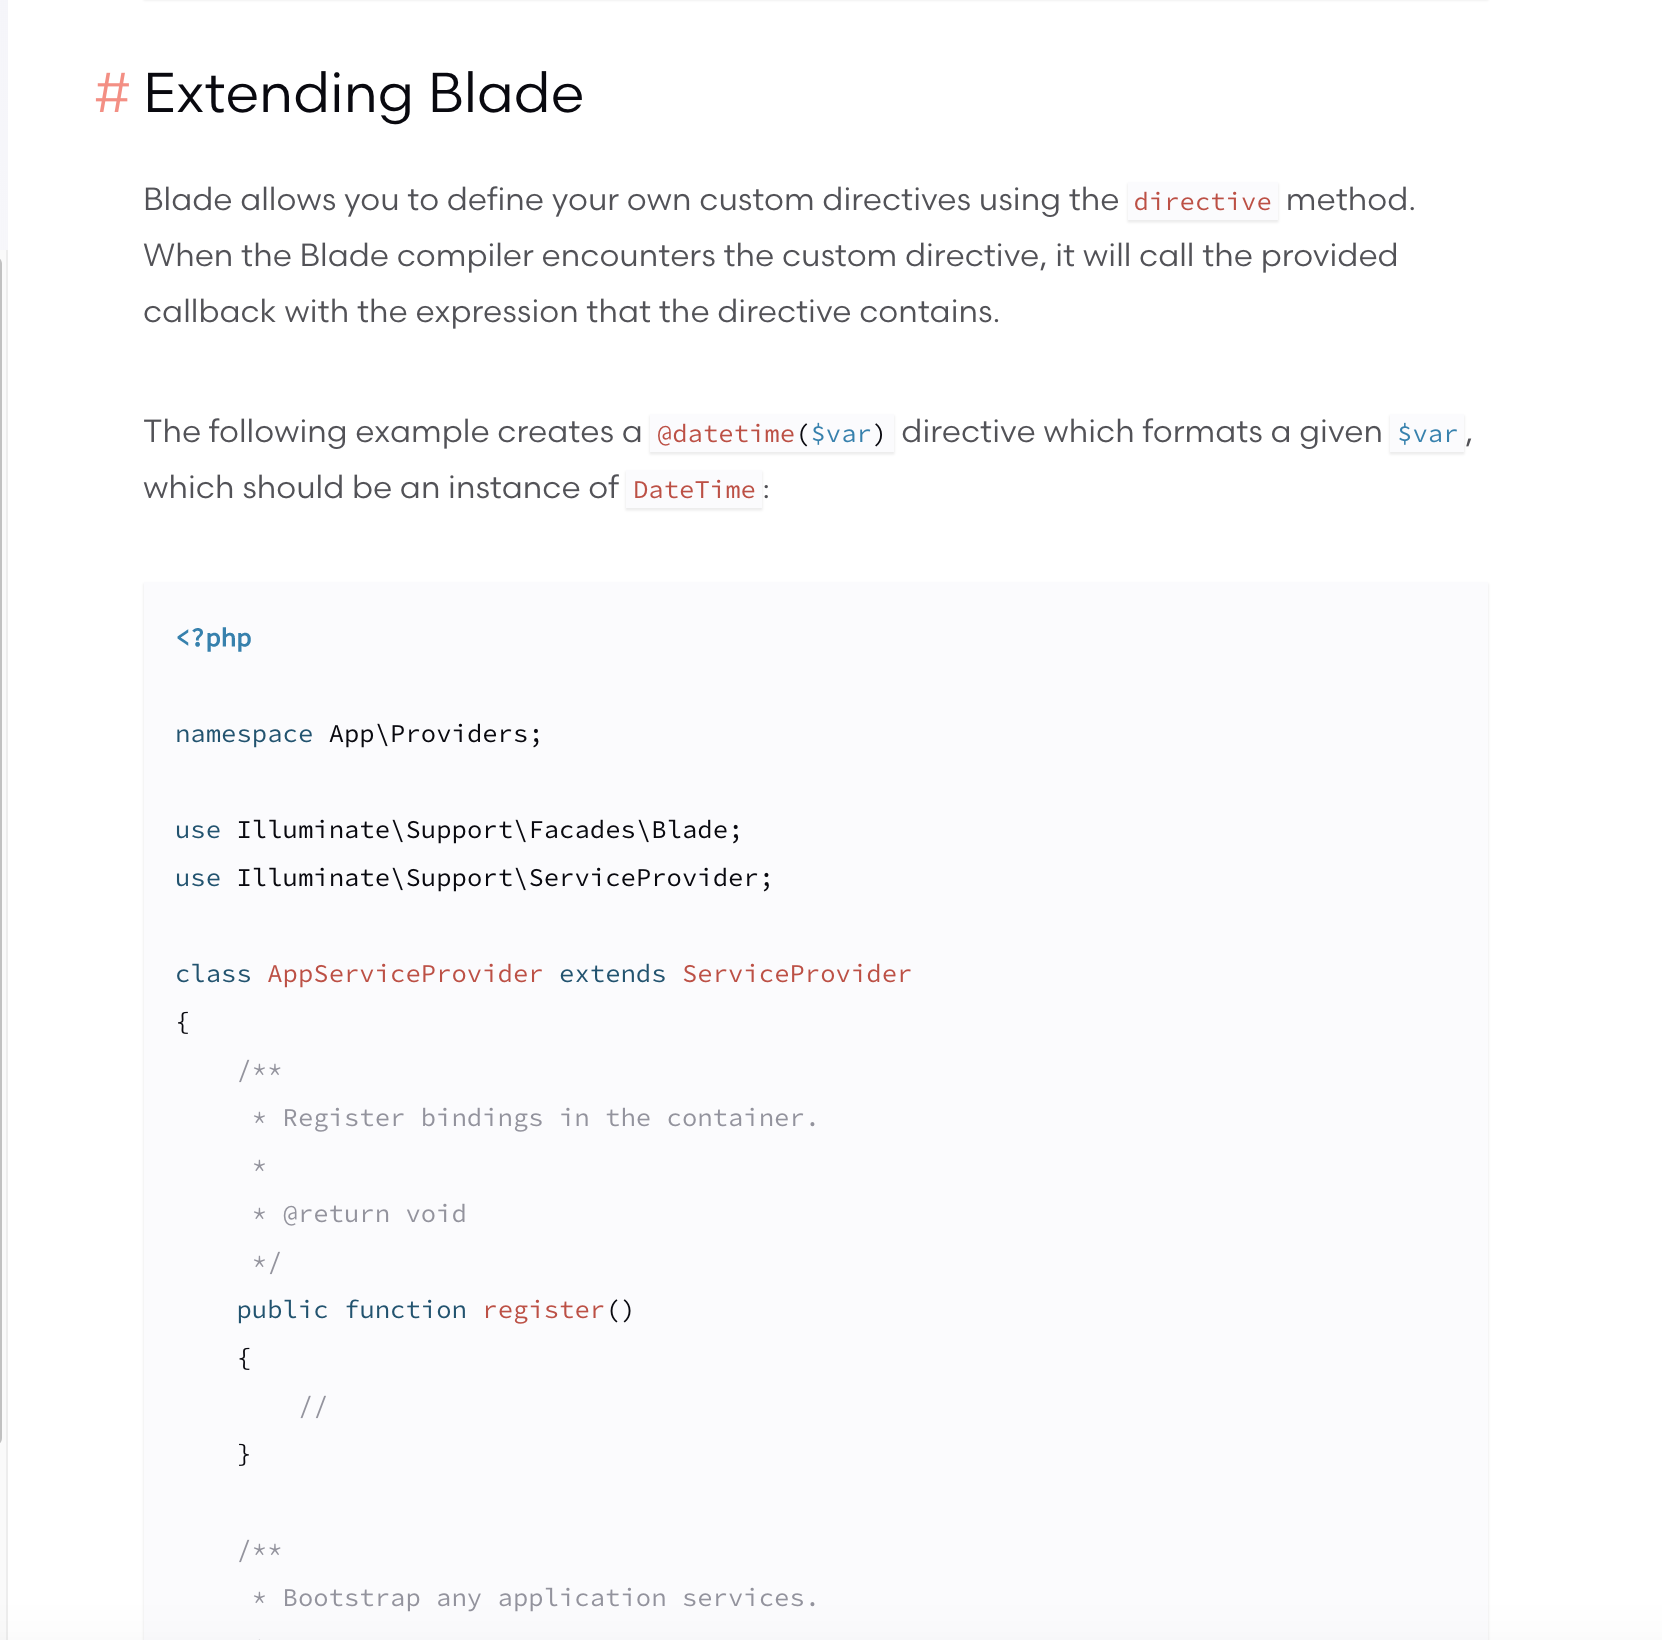 # Extending Blade
Blade allows you to define your own custom directives using the directive method.
When the Blade compiler encounters the custom directive, it will call the provided
callback with the expression that the directive contains.
The following example creates a @datetime($var) directive which formats a given $var,
which should be an instance of DateTime:
<?php
namespace App\Providers;
use Illuminate\Support\Facades\Blade;
use Illuminate\Support\ServiceProvider;
class AppServiceProvider extends ServiceProvider
{
    /**
     * Register bindings in the container.
     *
     * @return void
     */
    public function register()
    {
        //
    }
    /**
     * Bootstrap any application services.